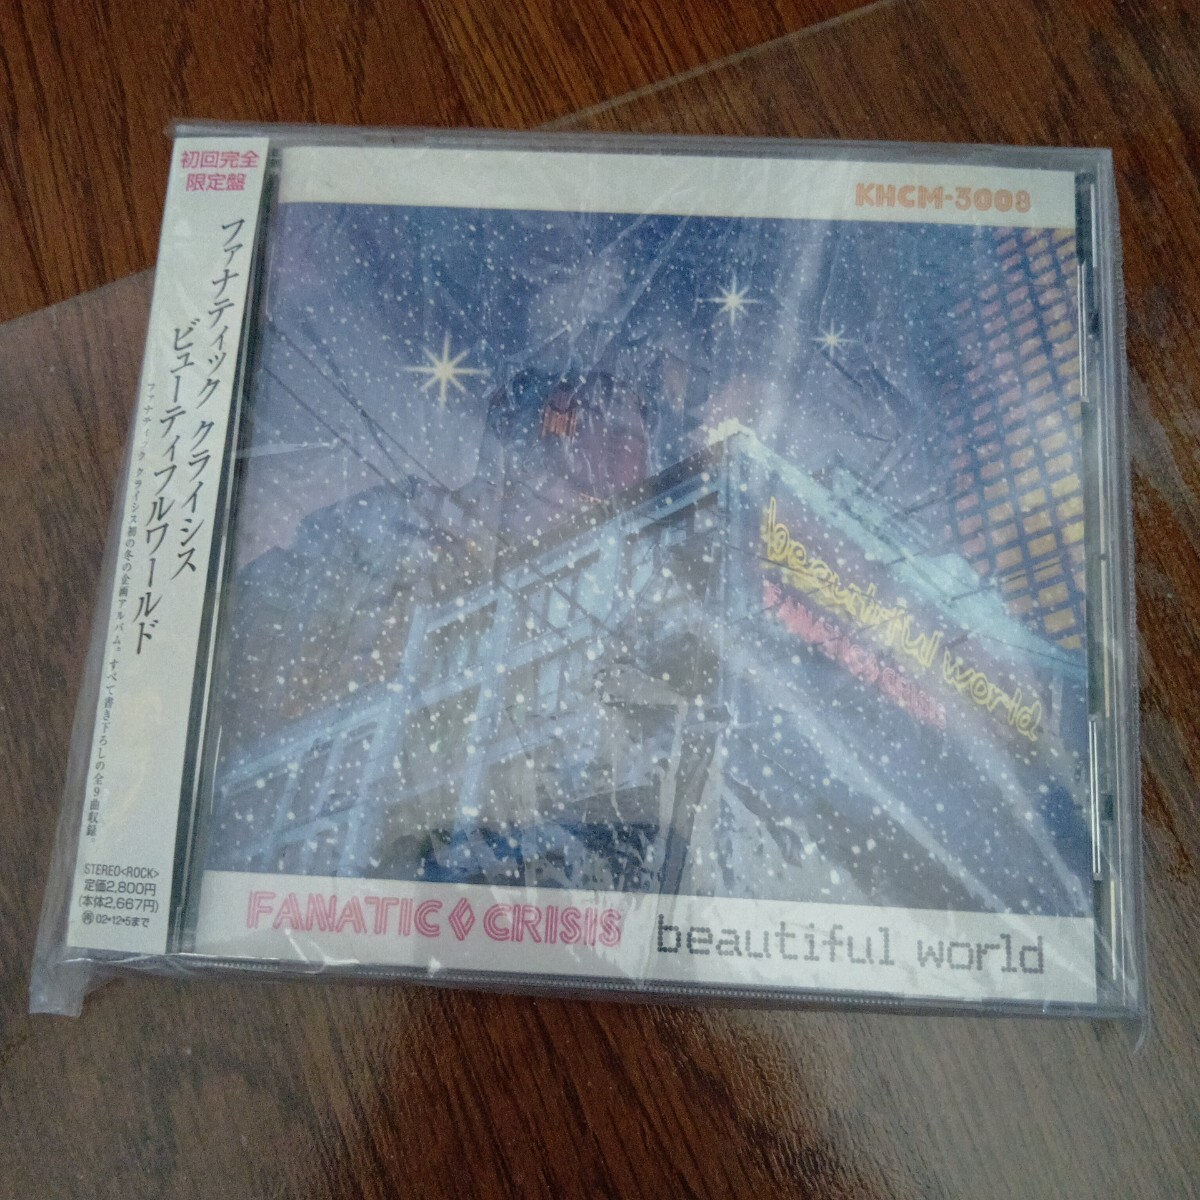 初回完全
限定盤
ファナティック クライシス
ビューティフルワールド
ファナティック クライシス初の冬の企画アルバム。すべて書き下ろしの全9曲収録。
STEREO<ROCK>
定価2,800円
(本体2,667円)
再 02•12•5まで
KHCM-3008
beautiful world
FANATIC◇CRISIS
FANATIC◇CRISIS beautiful world